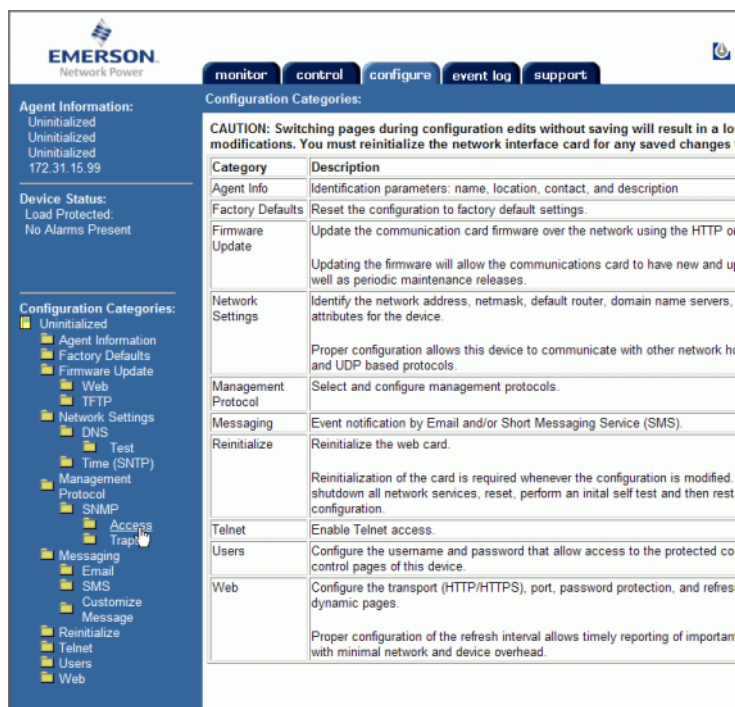 EMERSON
Network Power
monitor control configure event log support
Agent Information:
Uninitialized
Uninitialized
Uninitialized
172.31.15.99
Device Status:
Load Protected:
No Alarms Present
Configuration Categories:
Uninitialized
Agent Information
Factory Defaults
Firmware Update
Web
TFTP
Network Settings
DNS
Test
Time (SNTP)
Management
Protocol
SNMP
Access
Traps
Messaging
Email
SMS
Customize
Message
Reinitialize
Telnet
Users
Web
Configuration Categories:
CAUTION: Switching pages during configuration edits without saving will result in a
modifications. You must reinitialize the network interface card for any saved changes
Category Description
Agent Info Identification parameters: name, location, contact, and description
Factory Defaults Reset the configuration to factory default settings.
Firmware Update the communication card firmware over the network using the HTTP
Update
Updating the firmware will allow the communications card to have new and
well as periodic maintenance releases.
Network Identify the network address, netmask, default router, domain name servers,
Settings attributes for the device.
Proper configuration allows this device to communicate with other network
and UDP based protocols.
Management Select and configure management protocols.
Protocol
Messaging Event notification by Email and/or Short Messaging Service (SMS).
Reinitialize Reinitialize the web card.
Reinitialization of the card is required whenever the configuration is modified.
shutdown all network services, reset, perform an inital self test and then
configuration.
Telnet Enable Telnet access.
Users Configure the username and password that allow access to the protected
control pages of this device.
Web Configure the transport (HTTP/HTTPS), port, password protection, and
dynamic pages.
Proper configuration of the refresh interval allows timely reporting of
with minimal network and device overhead.